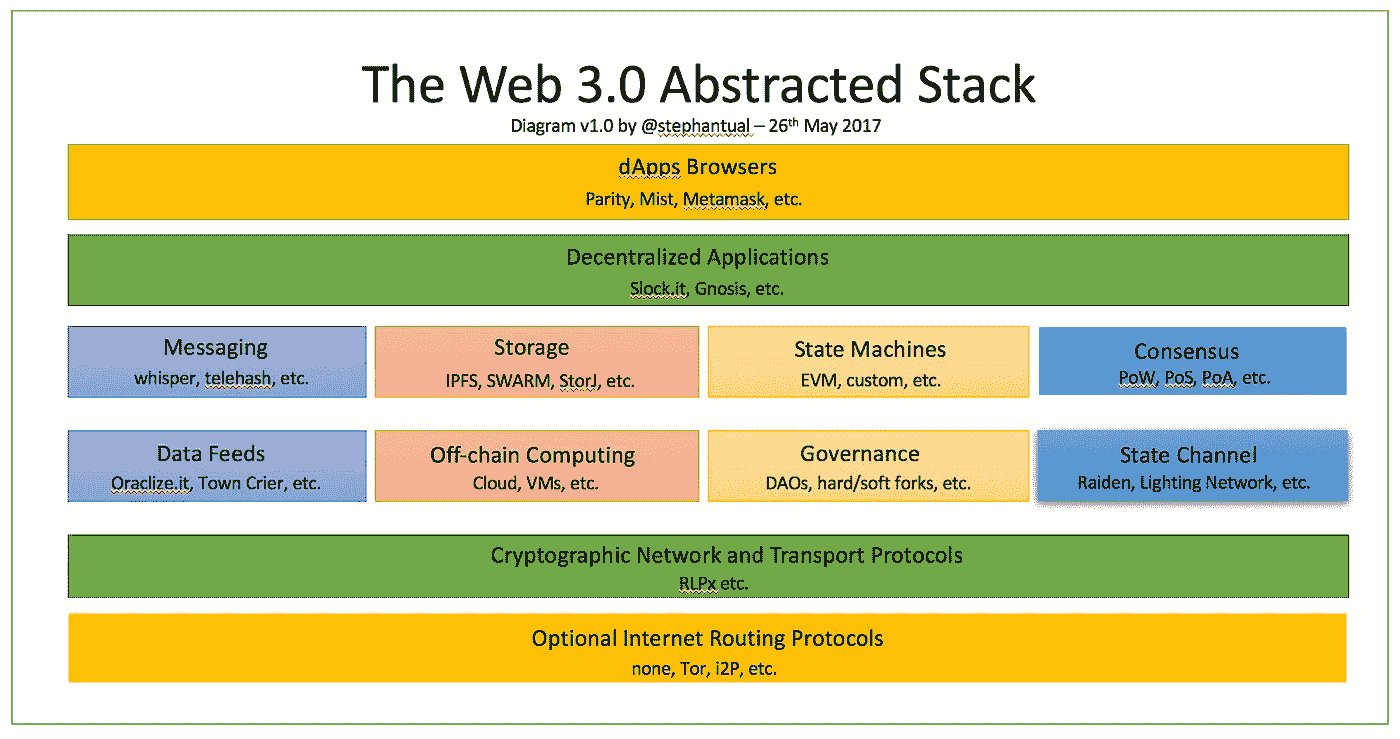 The Web 3.0 Abstracted Stack
Diagram v1.0 by @stephantual – 26th May 2017
dApps Browsers
Parity, Mist, Metamask, etc.
Decentralized Applications
Slock.it, Gnosis, etc.
Messaging
whisper, telehash, etc.
Storage
IPFS, SWARM, StorJ, etc.
State Machines
EVM, custom, etc.
Consensus
PoW, PoS, PoA, etc.
Data Feeds
Oraclize.it, Town Crier, etc.
Off-chain Computing
Cloud, VMs, etc.
Governance
DAOs, hard/soft forks, etc.
State Channel
Raiden, Lighting Network, etc.
Cryptographic Network and Transport Protocols
RLPx etc.
Optional Internet Routing Protocols
none, Tor, i2P, etc.